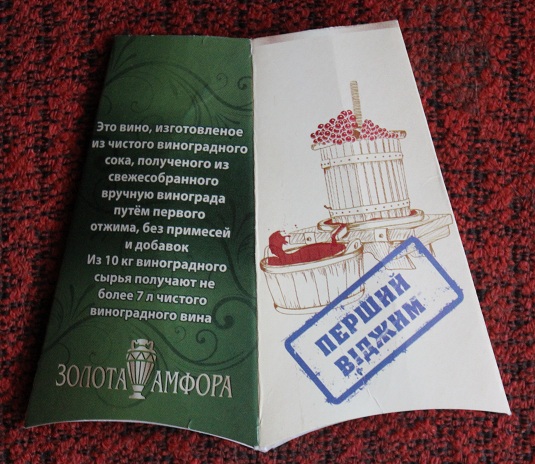 Это вино, изготовленое
из чистого виноградного
сока, полученого из
свежесобранного
вручную винограда
путём первого
отжима, без примесей
и добавок
Из 10 кг виноградного
сырья получают не
более 7 л чистого
виноградного вина
ЗОЛОТА АМФОРА
ПЕРШИЙ
ВІДЖИМ